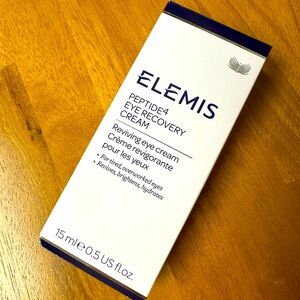 ELEMIS
PEPTIDE4
EYE RECOVERY
CREAM
Reviving eye cream
Crème revigorante
pour les yeux
• For tired, overworked eyes
• Revives, brightens, hydrates
15 ml e 0.5 US fl.oz.